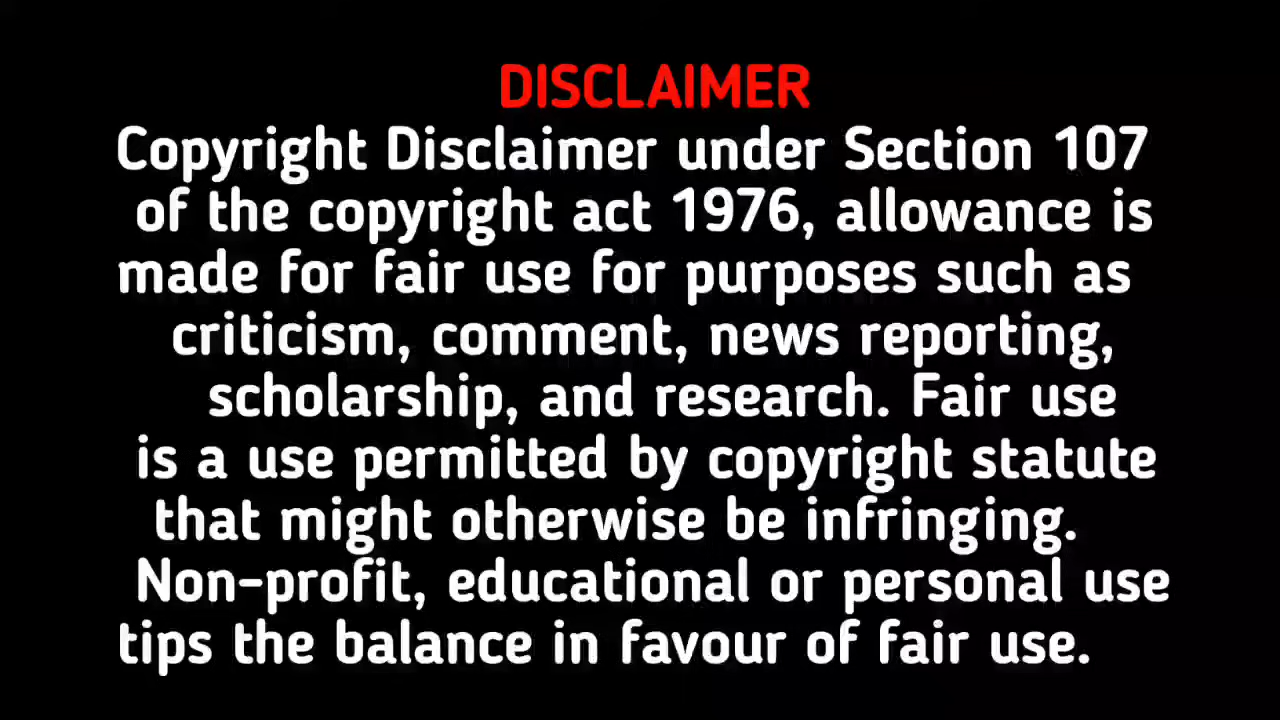 DISCLAIMER
Copyright Disclaimer under Section 107
of the copyright act 1976, allowance is
made for fair use for purposes such as
criticism, comment, news reporting,
scholarship, and research. Fair use
is a use permitted by copyright statute
that might otherwise be infringing.
Non-profit, educational or personal use
tips the balance in favour of fair use.